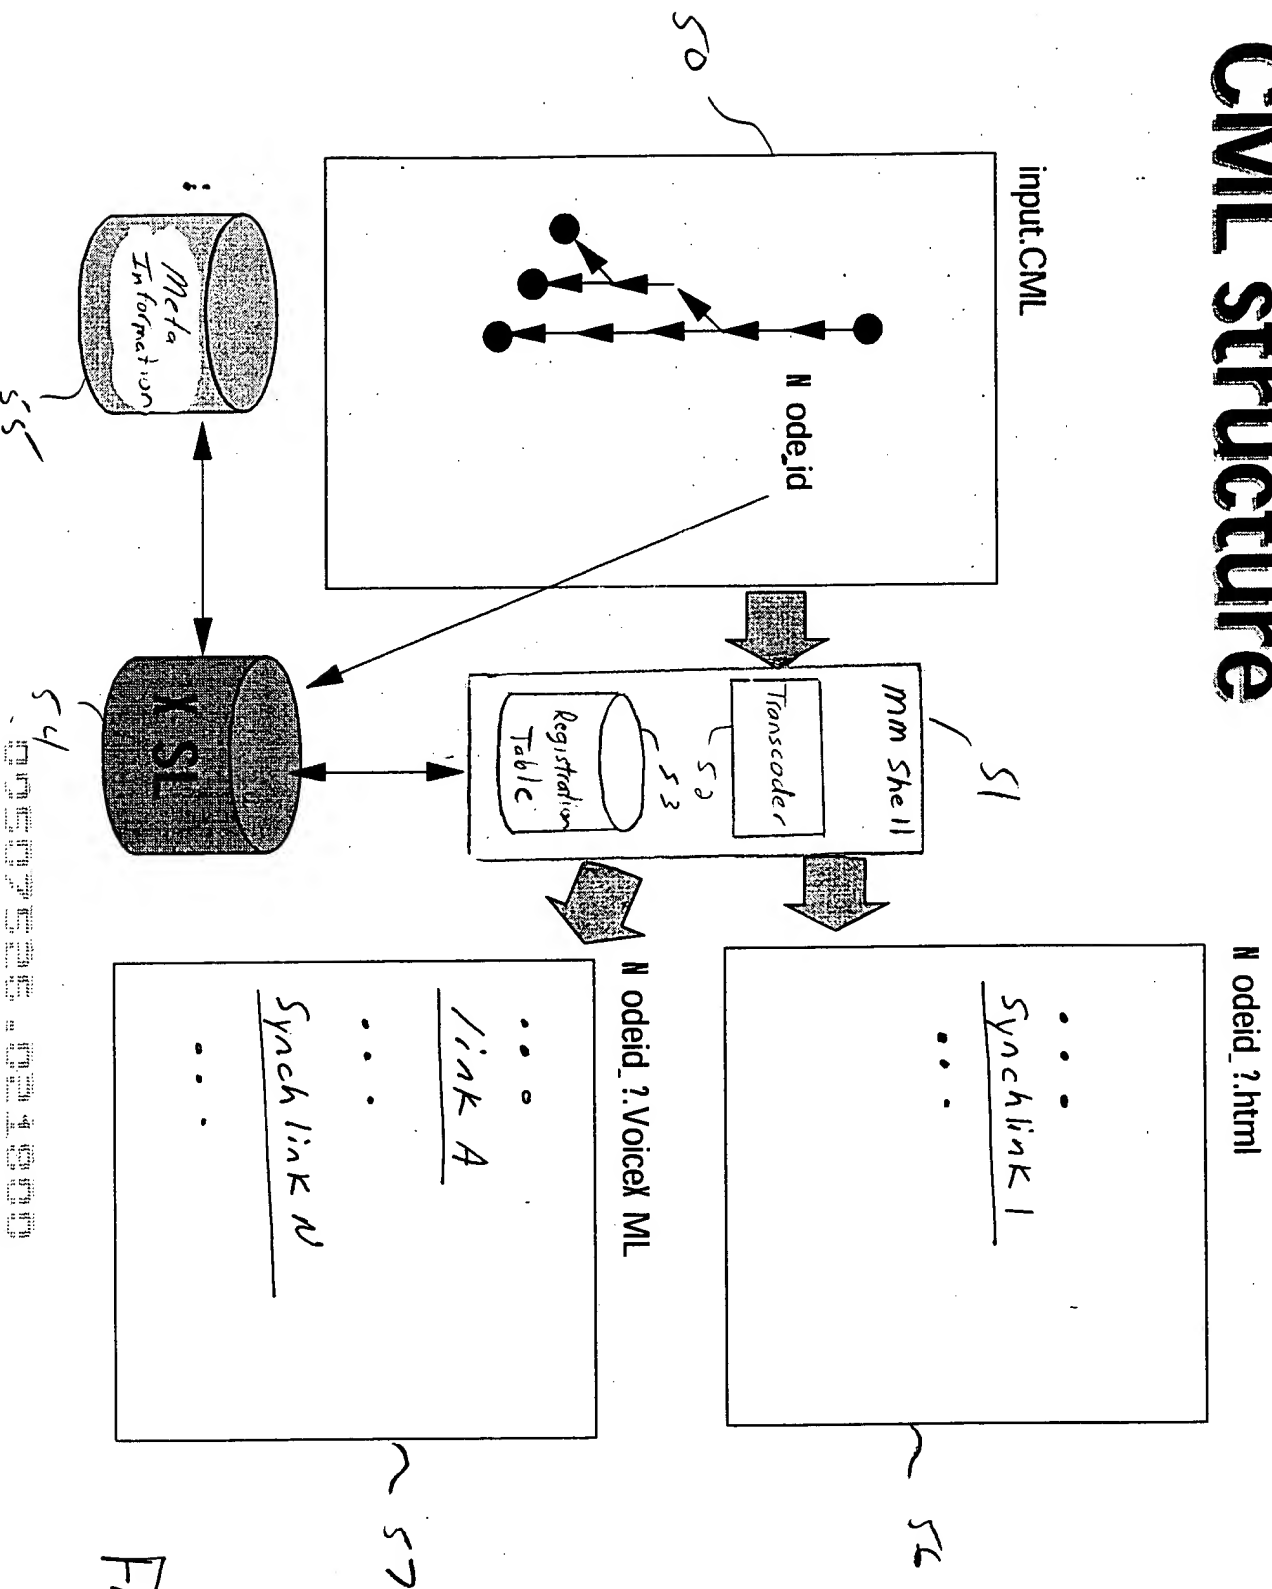 CML structure
50
input.CML
N ode_id
51
mm shell
Transcoder
52
53
Registration
Table
X SL
54
Meta
Information
55
N odeid_?.html
Synchlink 1
56
N odeid_?.VoiceX ML
link A
Synch link N
57